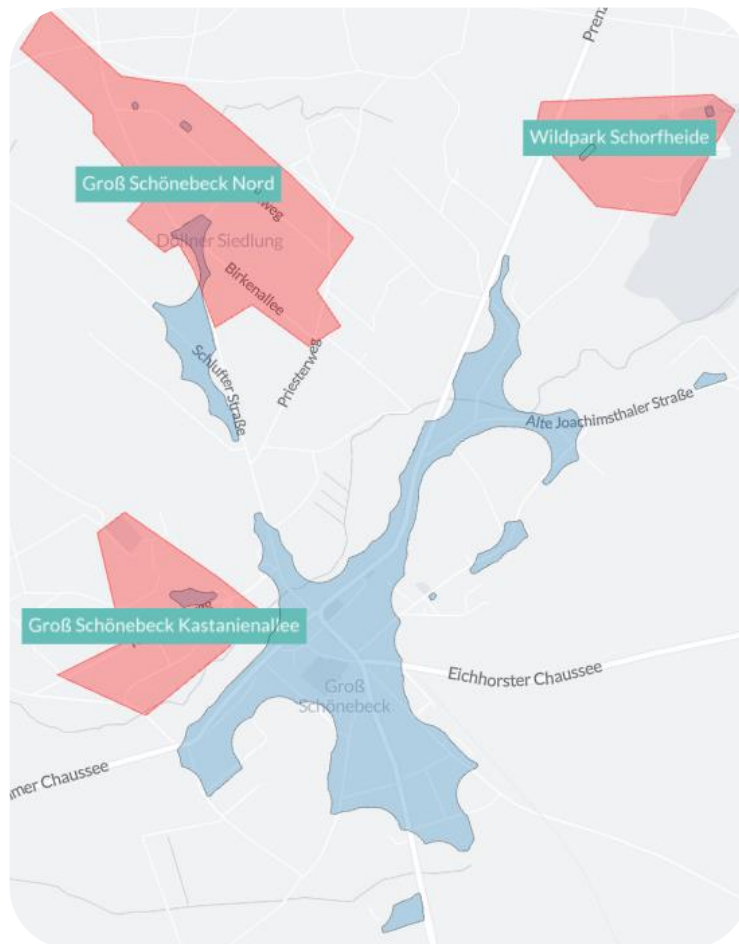 Prenz
Wildpark Schorfheide
Groß Schönebeck Nord
Döllner Siedlung
Birkenallee
Schlufter Straße
Priesterweg
Alte Joachimsthaler Straße
Groß Schönebeck Kastanienallee
Eichhorster Chaussee
Groß
Schönebeck
mer Chaussee